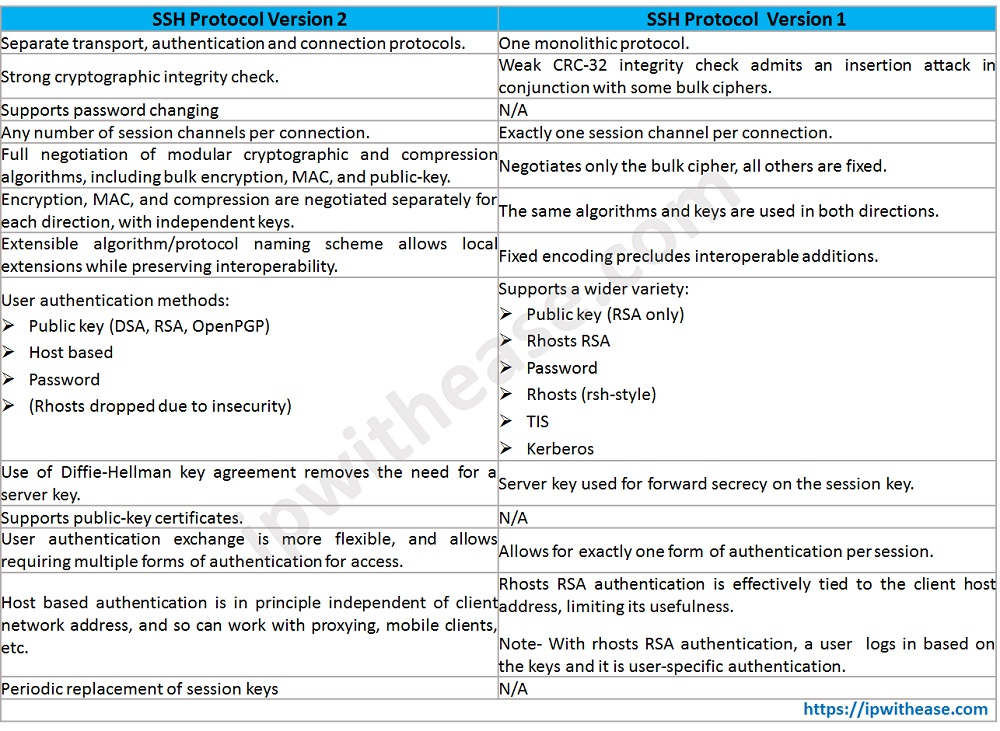 SSH Protocol Version 2
SSH Protocol Version 1
Separate transport, authentication and connection protocols.
One monolithic protocol.
Strong cryptographic integrity check.
Weak CRC-32 integrity check admits an insertion attack in
conjunction with some bulk ciphers.
Supports password changing
N/A
Any number of session channels per connection.
Exactly one session channel per connection.
Full negotiation of modular cryptographic and compression
algorithms, including bulk encryption, MAC, and public-key.
Negotiates only the bulk cipher, all others are fixed.
Encryption, MAC, and compression are negotiated separately for
each direction, with independent keys.
The same algorithms and keys are used in both directions.
Extensible algorithm/protocol naming scheme allows local
extensions while preserving interoperability.
Fixed encoding precludes interoperable additions.
User authentication methods:
➤ Public key (DSA, RSA, OpenPGP)
➤ Host based
➤ Password
➤ (Rhosts dropped due to insecurity)
Supports a wider variety:
➤ Public key (RSA only)
➤ Rhosts RSA
➤ Password
➤ Rhosts (rsh-style)
➤ TIS
➤ Kerberos
Use of Diffie-Hellman key agreement removes the need for a
server key.
Server key used for forward secrecy on the session key.
Supports public-key certificates.
N/A
User authentication exchange is more flexible, and allows
requiring multiple forms of authentication for access.
Allows for exactly one form of authentication per session.
Host based authentication is in principle independent of client
network address, and so can work with proxying, mobile clients,
etc.
Rhosts RSA authentication is effectively tied to the client host
address, limiting its usefulness.
Note- With rhosts RSA authentication, a user logs in based on
the keys and it is user-specific authentication.
Periodic replacement of session keys
N/A
https://ipwithease.com
ipwithease.com